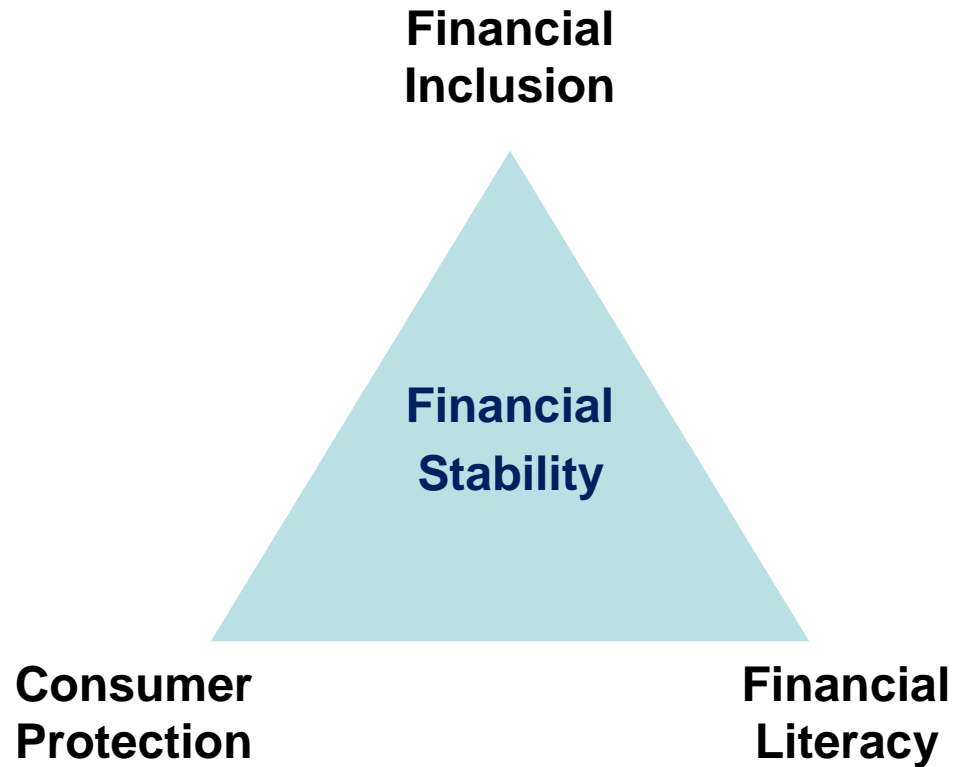 Financial
Inclusion
Financial
Stability
Consumer
Protection
Financial
Literacy